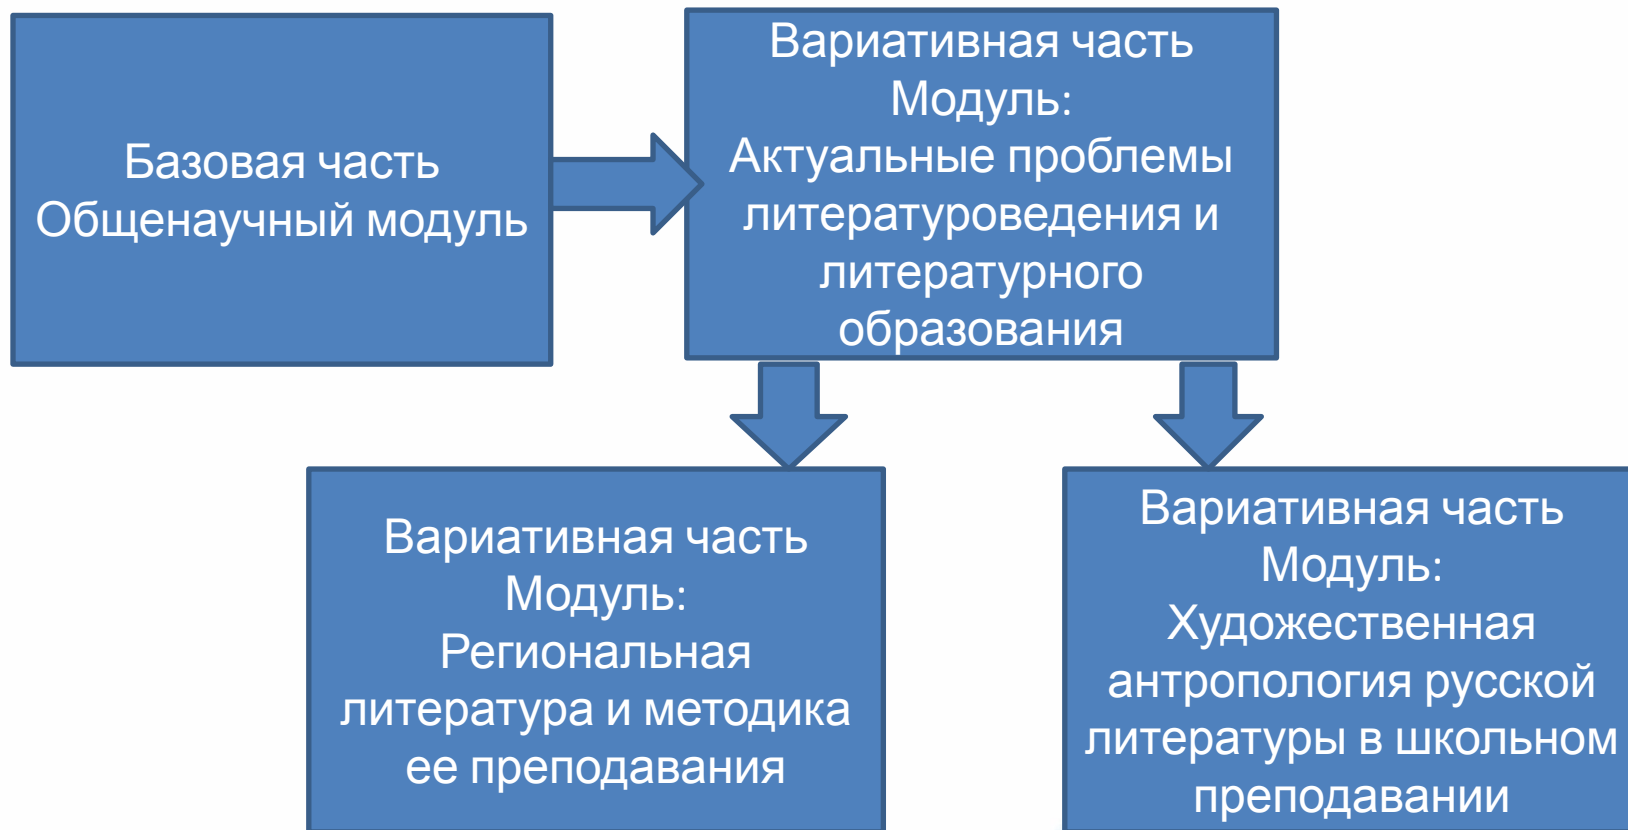 Базовая часть
Общенаучный модуль
Вариативная часть
Модуль:
Актуальные проблемы
литературоведения и
литературного
образования
Вариативная часть
Модуль:
Региональная
литература и методика
ее преподавания
Вариативная часть
Модуль:
Художественная
антропология русской
литературы в школьном
преподавании